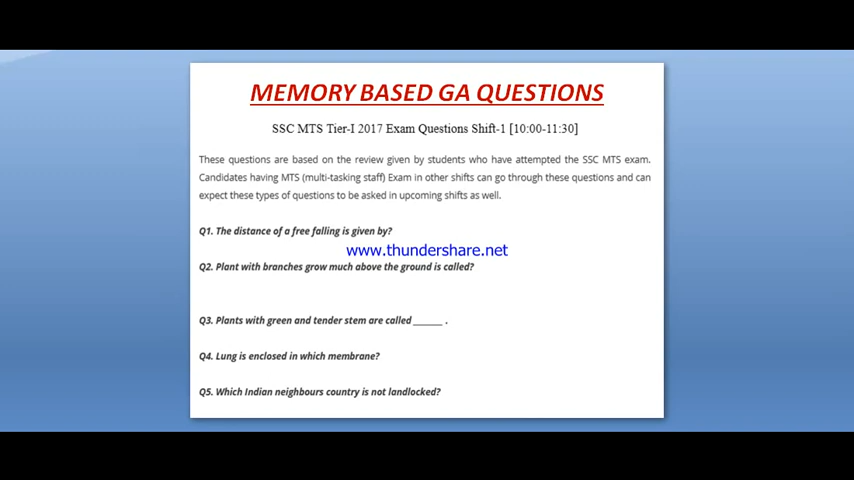 MEMORY BASED GA QUESTIONS
SSC MTS Tier-I 2017 Exam Questions Shift-1 [10:00-11:30]
These questions are based on the review given by students who have attempted the SSC MTS exam.
Candidates having MTS (multi-tasking staff) Exam in other shifts can go through these questions and can
expect these types of questions to be asked in upcoming shifts as well.
Q1. The distance of a free falling is given by?
www.thundershare.net
Q2. Plant with branches grow much above the ground is called?
Q3. Plants with green and tender stem are called ______ .
Q4. Lung is enclosed in which membrane?
Q5. Which Indian neighbours country is not landlocked?